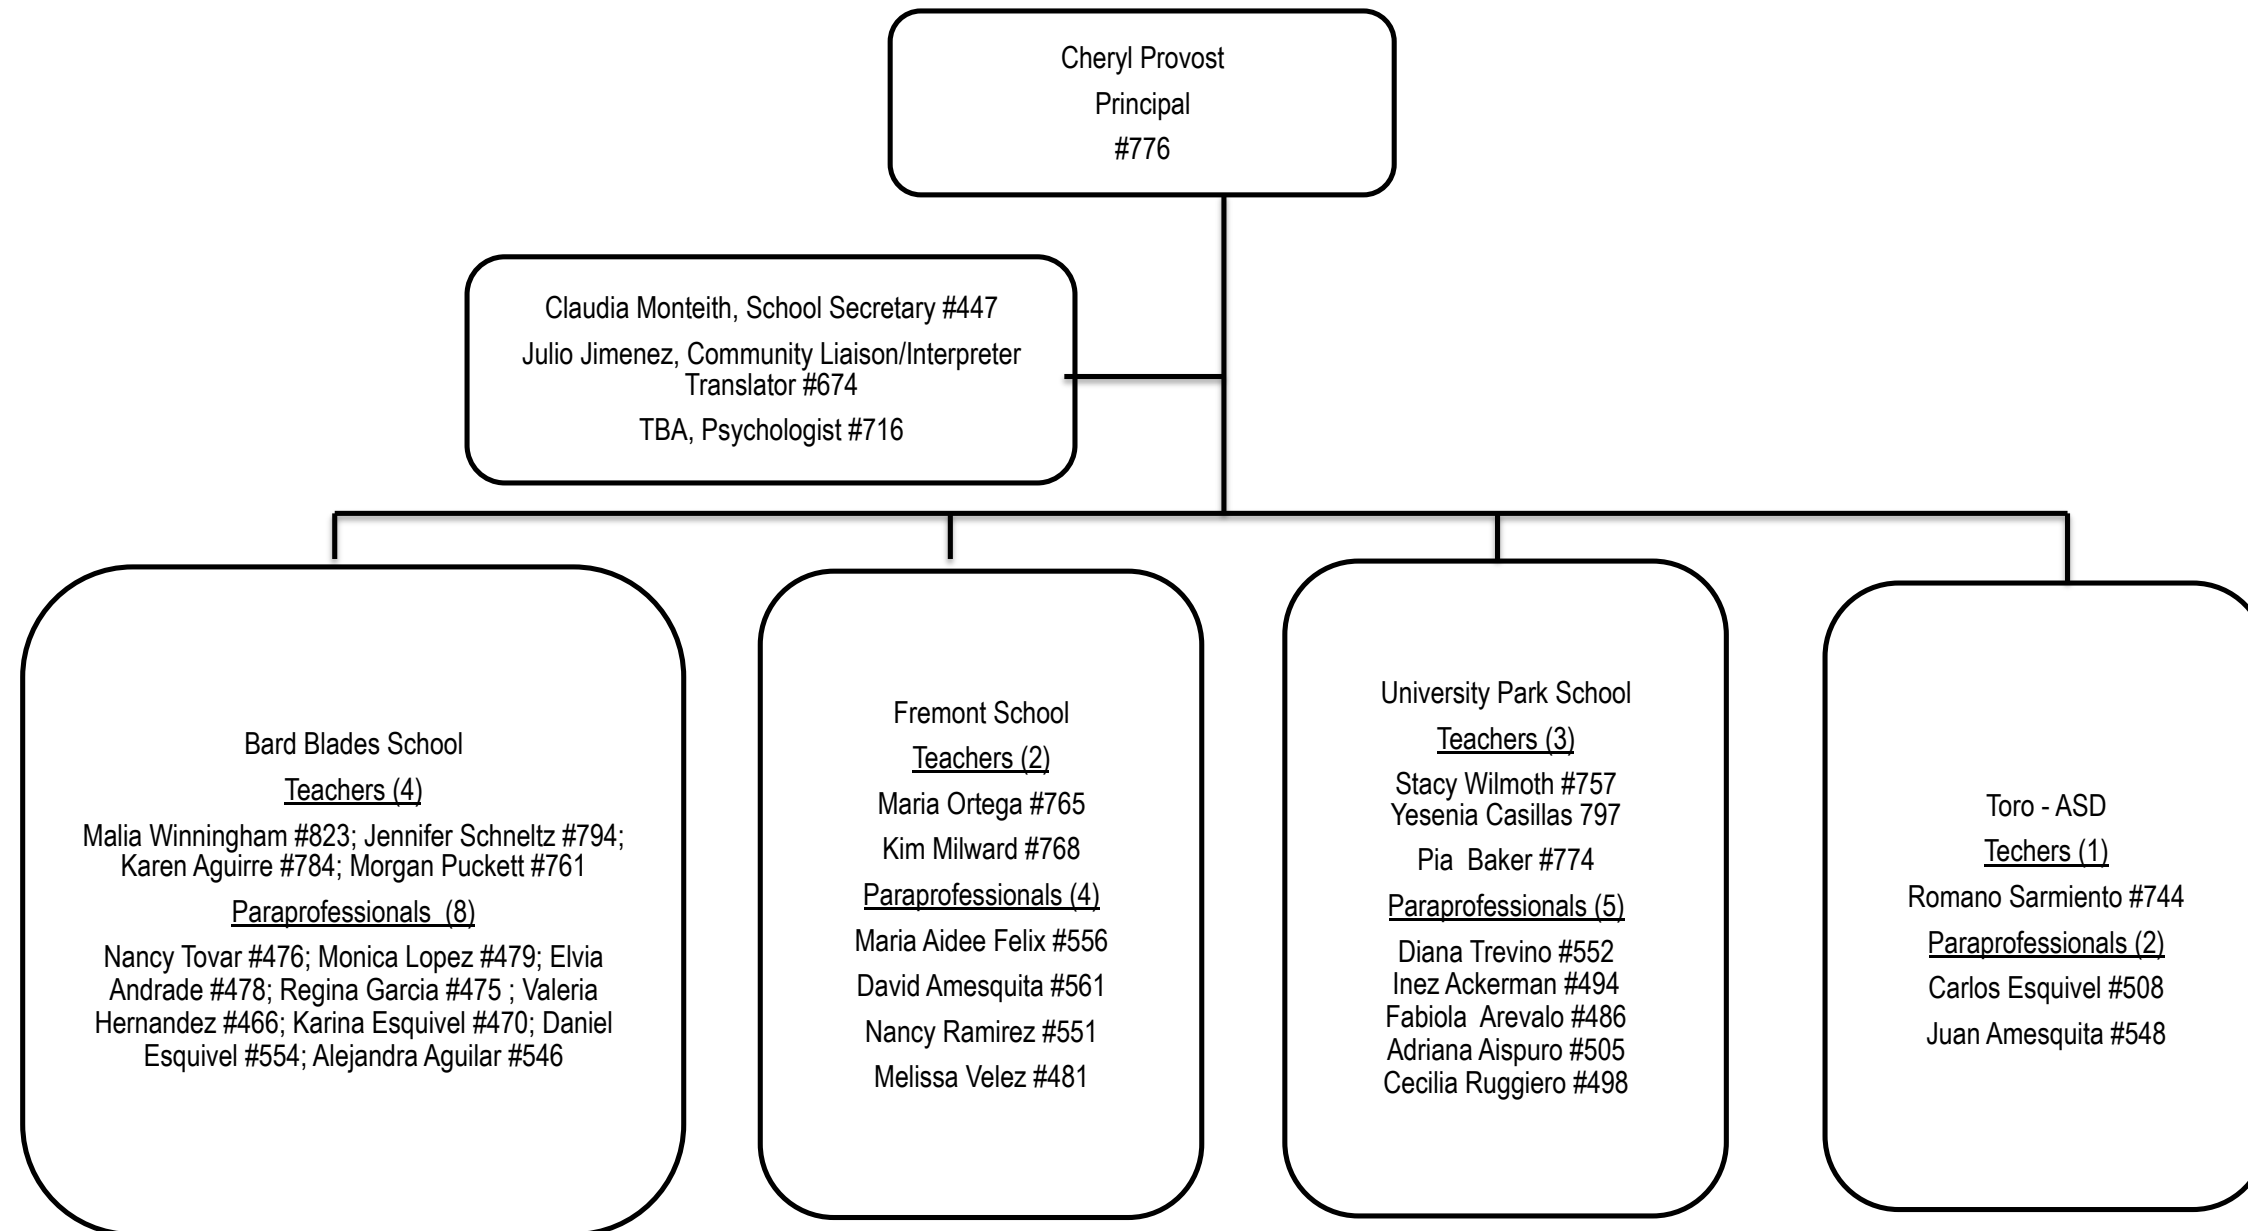 Cheryl Provost
Principal
#776
Claudia Monteith, School Secretary #447
Julio Jimenez, Community Liaison/Interpreter
Translator #674
TBA, Psychologist #716
Bard Blades School
Teachers (4)
Malia Winningham #823; Jennifer Schneltz #794;
Karen Aguirre #784; Morgan Puckett #761
Paraprofessionals  (8)
Nancy Tovar #476; Monica Lopez #479; Elvia
Andrade #478; Regina Garcia #475 ; Valeria
Hernandez #466; Karina Esquivel #470; Daniel
Esquivel #554; Alejandra Aguilar #546
Fremont School
Teachers (2)
Maria Ortega #765
Kim Milward #768
Paraprofessionals (4)
Maria Aidee Felix #556
David Amesquita #561
Nancy Ramirez #551
Melissa Velez #481
University Park School
Teachers (3)
Stacy Wilmoth #757
Yesenia Casillas 797
Pia  Baker #774
Paraprofessionals (5)
Diana Trevino #552
Inez Ackerman #494
Fabiola  Arevalo #486
Adriana Aispuro #505
Cecilia Ruggiero #498
Toro - ASD
Techers (1)
Romano Sarmiento #744
Paraprofessionals (2)
Carlos Esquivel #508
Juan Amesquita #548